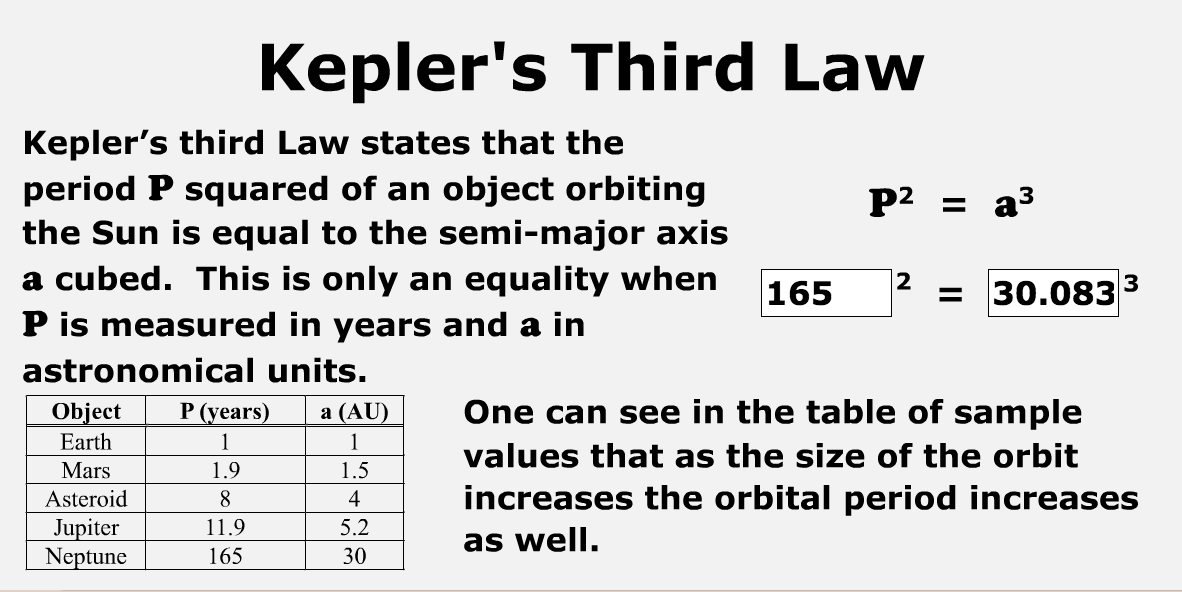 Kepler's Third Law
Kepler’s third Law states that the
period P squared of an object orbiting
the Sun is equal to the semi-major axis
a cubed.  This is only an equality when
P is measured in years and a in
astronomical units.
P² = a³
165 ² = 30.083 ³
Object P (years) a (AU)
Earth 1 1
Mars 1.9 1.5
Asteroid 8 4
Jupiter 11.9 5.2
Neptune 165 30
One can see in the table of sample
values that as the size of the orbit
increases the orbital period increases
as well.